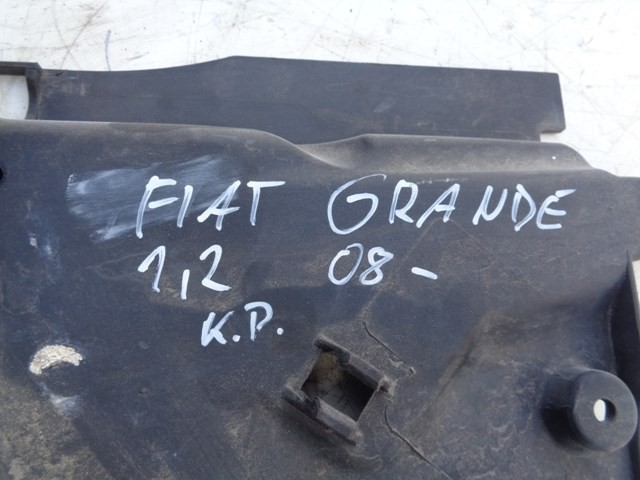 FIAT GRANDE
1,2 08-
K.P.